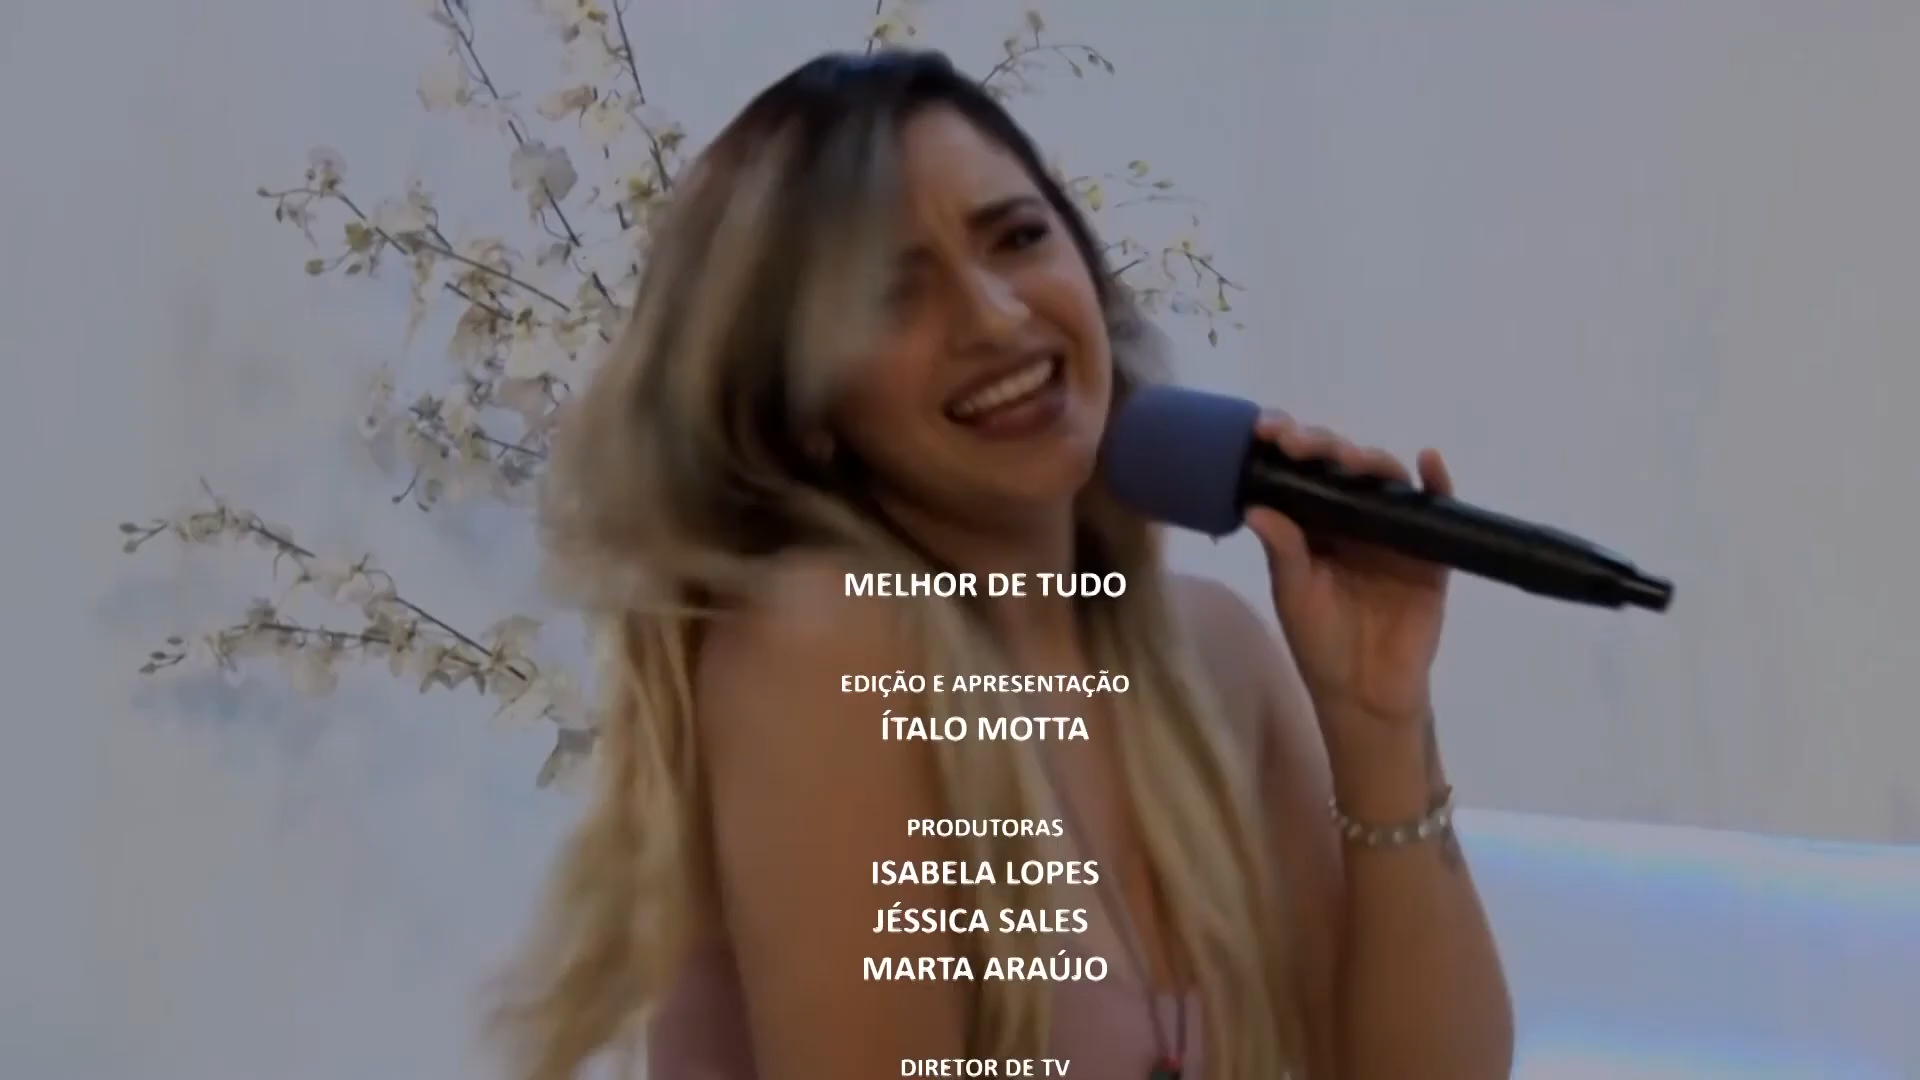 MELHOR DE TUDO
EDIÇÃO E APRESENTAÇÃO
ÍTALO MOTTA
PRODUTORAS
ISABELA LOPES
JÉSSICA SALES
MARTA ARAÚJO
DIRETOR DE TV